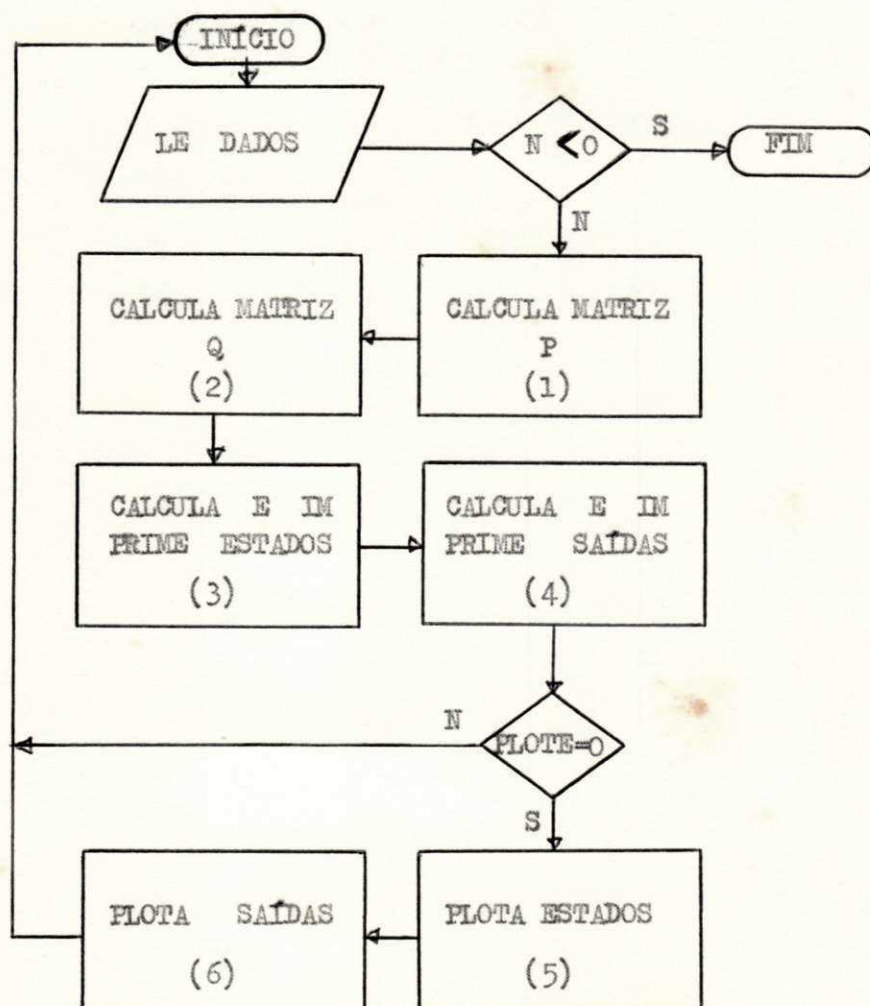 INÍCIO
LE DADOS
N <0
S
FIM
N
CALCULA MATRIZ
P
(1)
CALCULA MATRIZ
Q
(2)
CALCULA E IM
PRIME ESTADOS
(3)
CALCULA E IM
PRIME SAÍDAS
(4)
PLOTE=0
N
S
PLOTA ESTADOS
(5)
PLOTA SAÍDAS
(6)